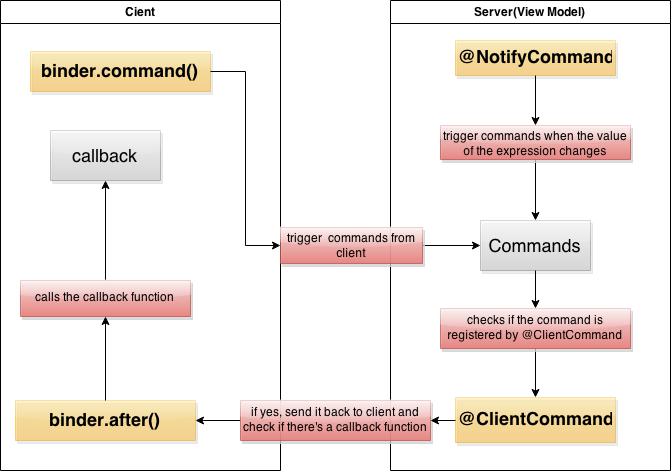 Cient
Server(View Model)
binder.command()
@NotifyCommand
callback
trigger commands when the value
of the expression changes
trigger commands from
client
Commands
calls the callback function
checks if the command is
registered by @ClientCommand
binder.after()
if yes, send it back to client and
check if there's a callback function
@ClientCommand